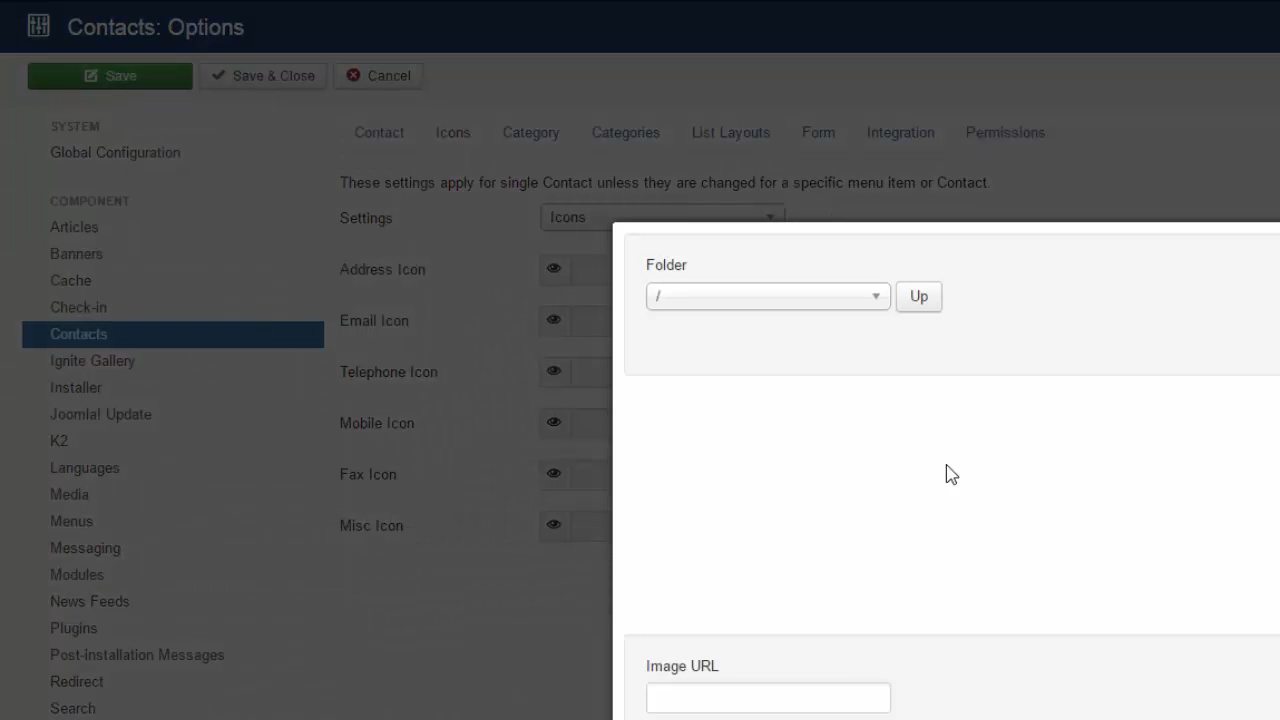 Contacts: Options
Save Save & Close Cancel
SYSTEM
Global Configuration
COMPONENT
Articles
Banners
Cache
Check-in
Contacts
Ignite Gallery
Installer
Joomla! Update
K2
Languages
Media
Menus
Messaging
Modules
News Feeds
Plugins
Post-installation Messages
Redirect
Search
Contact Icons Category Categories List Layouts Form Integration Permissions
These settings apply for single Contact unless they are changed for a specific menu item or Contact.
Settings Icons
Address Icon
Email Icon
Telephone Icon
Mobile Icon
Fax Icon
Misc Icon
Folder
/ Up
Image URL